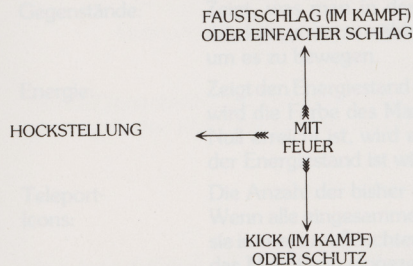 FAUSTSCHLAG (IM KAMPF)
ODER EINFACHER SCHLAG
HOCKSTELLUNG
MIT
FEUER
KICK (IM KAMPF)
ODER SCHUTZ